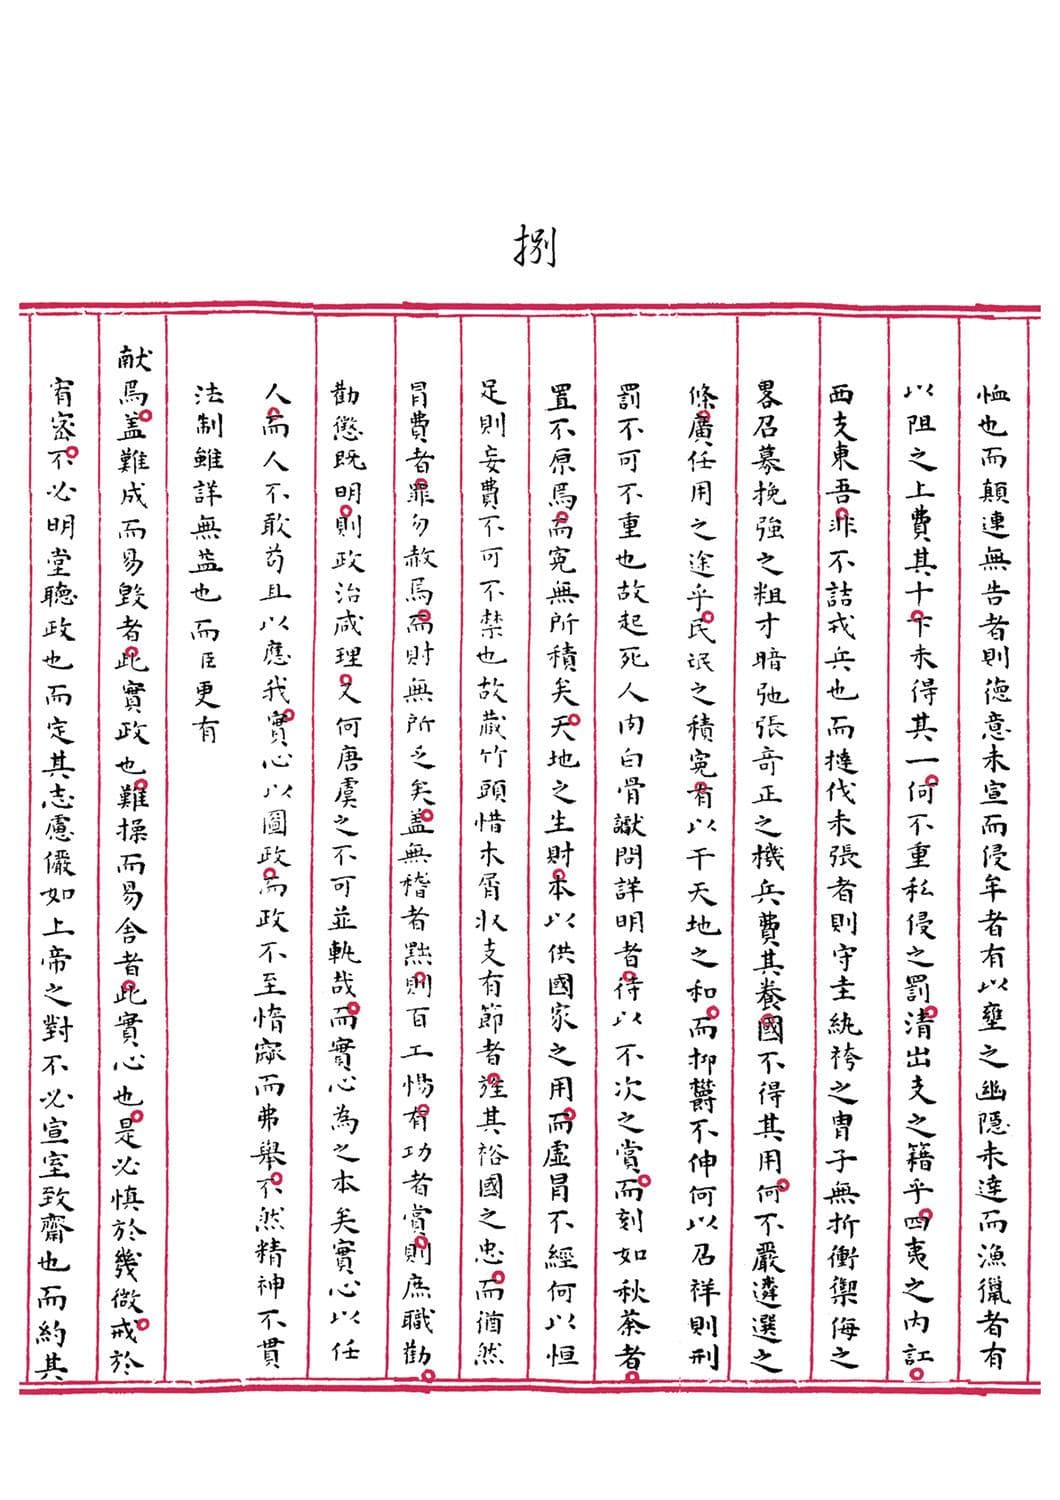 捌
恤也而顛連無告者則德意未宣而侵牟者有以壅之幽隱未達而漁獵者有
以阻之上費其十下未得其一何不重私侵之罰清出支之籍乎四夷之內訌
西支東吾非不詰戎兵也而撻伐未張者則守圭紈袴之胄子無折衝禦侮之
畧召募挽強之粗才暗弛張奇正之機兵費其養國不得其用何不嚴遴選之
條廣任用之途乎民氓之積冤有以干天地之和而抑欝不伸何以召祥則刑
罰不可不重也故起死人肉白骨讞問詳明者待以不次之賞而刻如秋荼者
置不原焉而冤無所積矣天地之生財本以供國家之用而虛冒不經何以恒
足則妄費不可不禁也故藏竹頭惜木屑收支有節者旌其裕國之忠而猶然
冒費者罪勿赦焉而財無所乏矣盖無稽者黜則百工惕有功者賞則庶職勸
勸懲既明則政治咸理又何唐虞之不可並軌哉而實心為之本矣實心以任
人而人不敢苟且以應我實心以圖政而政不至惰窳而弗舉不然精神不貫
法制雖詳無益也而臣更有
献焉盖難成而易毀者此實政也難操而易舍者此實心也是必慎於幾微戒於
宥密不必明堂聽政也而定其志慮儼如上帝之對不必宣室致齋也而約其